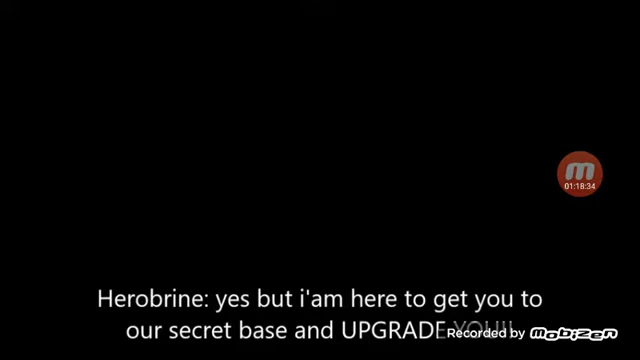 01:18:34
Herobrine: yes but i'am here to get you to
our secret base and UPGRADE YOU!!
Recorded by mobizen